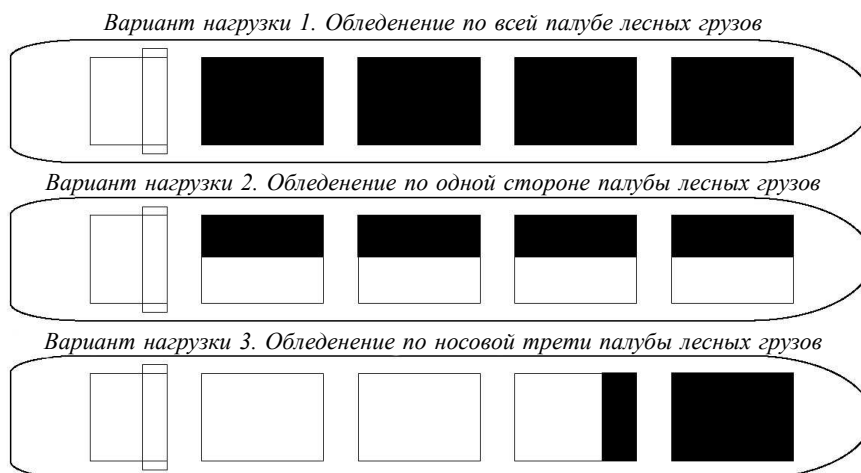 Вариант нагрузки 1. Обледенение по всей палубе лесных грузов
Вариант нагрузки 2. Обледенение по одной стороне палубы лесных грузов
Вариант нагрузки 3. Обледенение по носовой трети палубы лесных грузов